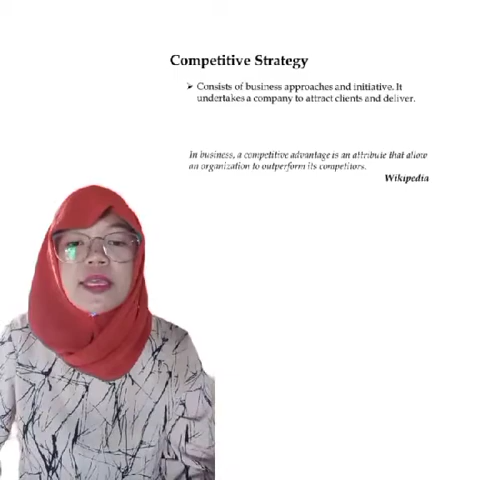 Competitive Strategy
➤ Consists of business approaches and initiative. It
undertakes a company to attract clients and deliver.
In business, a competitive advantage is an attribute that allow
an organization to outperform its competitors.
Wikipedia